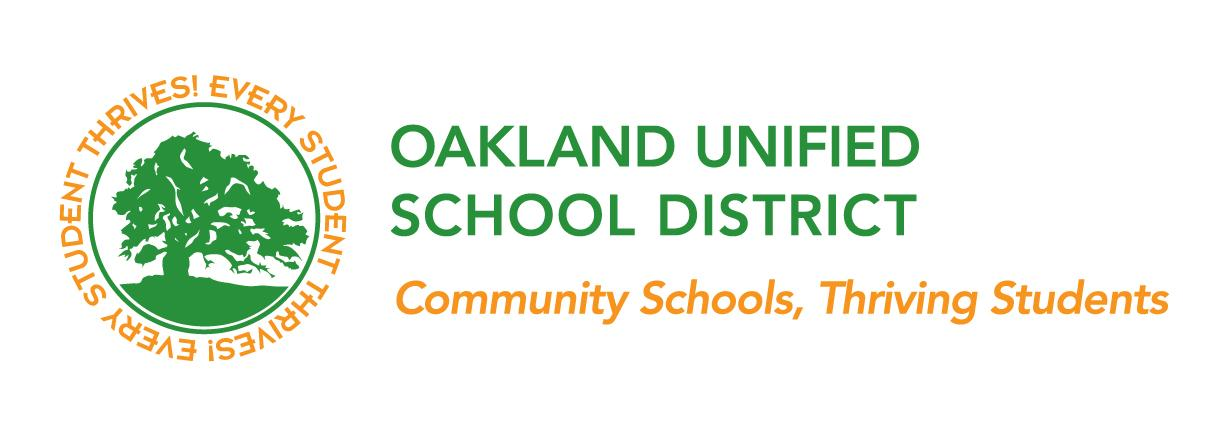 EVERY STUDENT THRIVES! EVERY STUDENT THRIVES!
OAKLAND UNIFIED
SCHOOL DISTRICT
Community Schools, Thriving Students